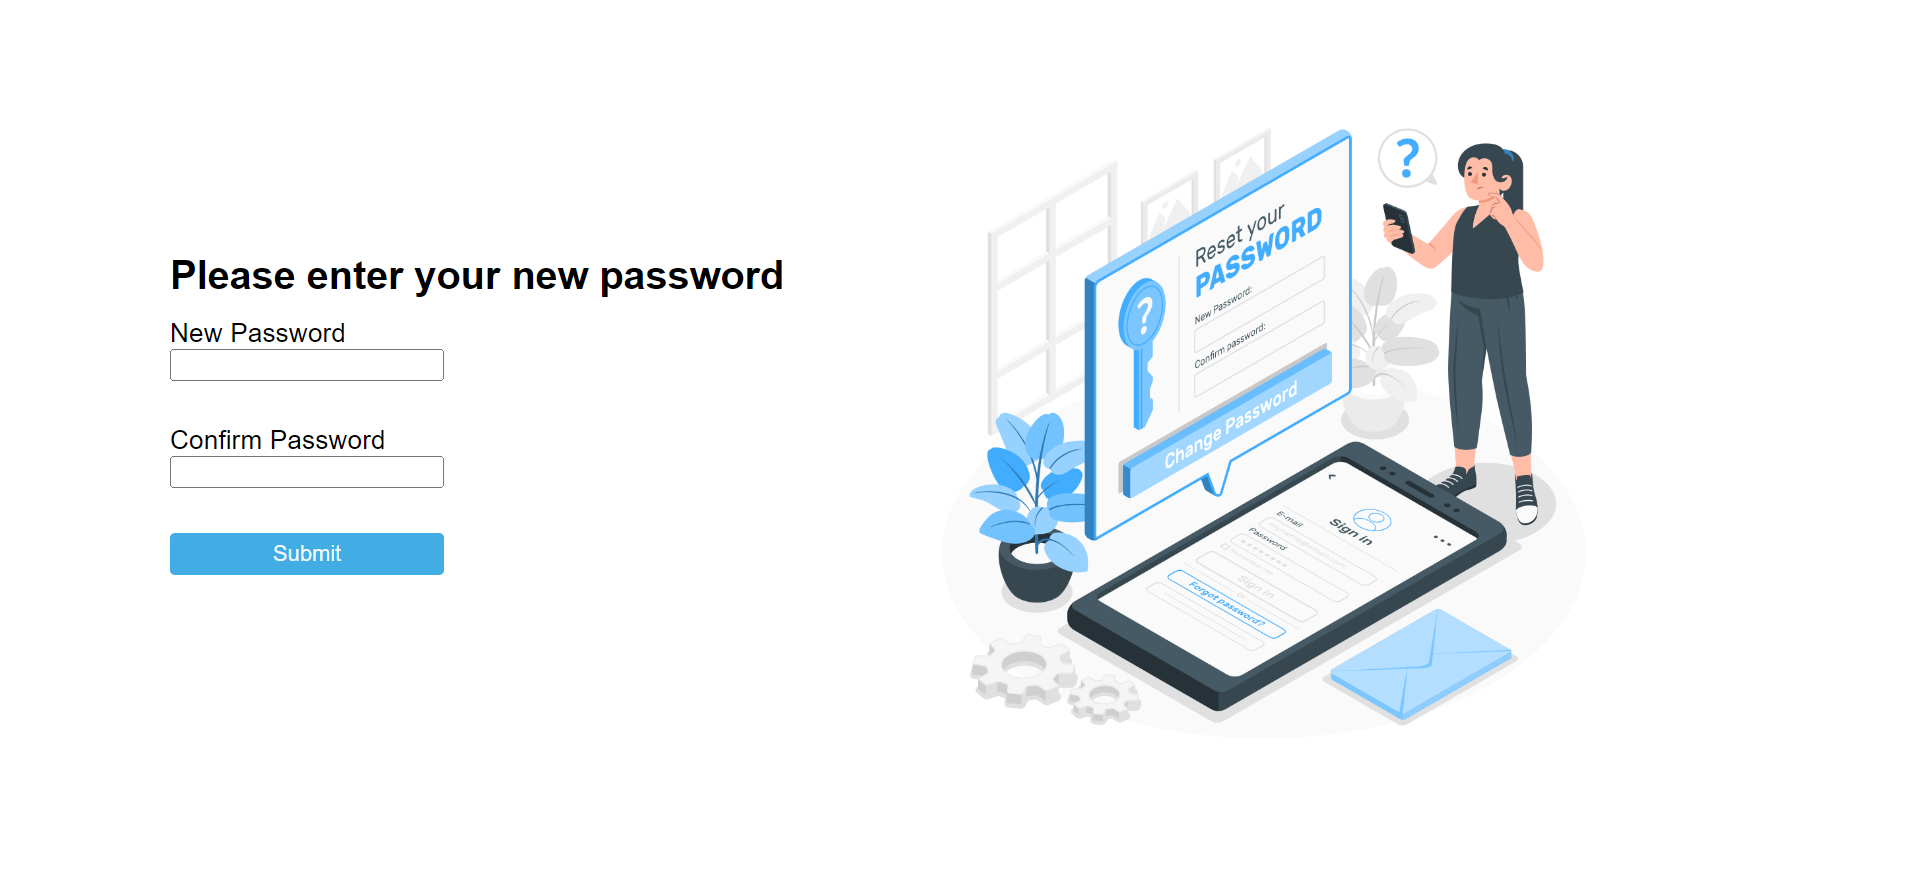 Please enter your new password
New Password
Confirm Password
Submit
?
Reset your
PASSWORD
?
New Password:
Confirm password:
Change Password
Sign in
E-mail
Password
Sign in
Or
Forgot password?